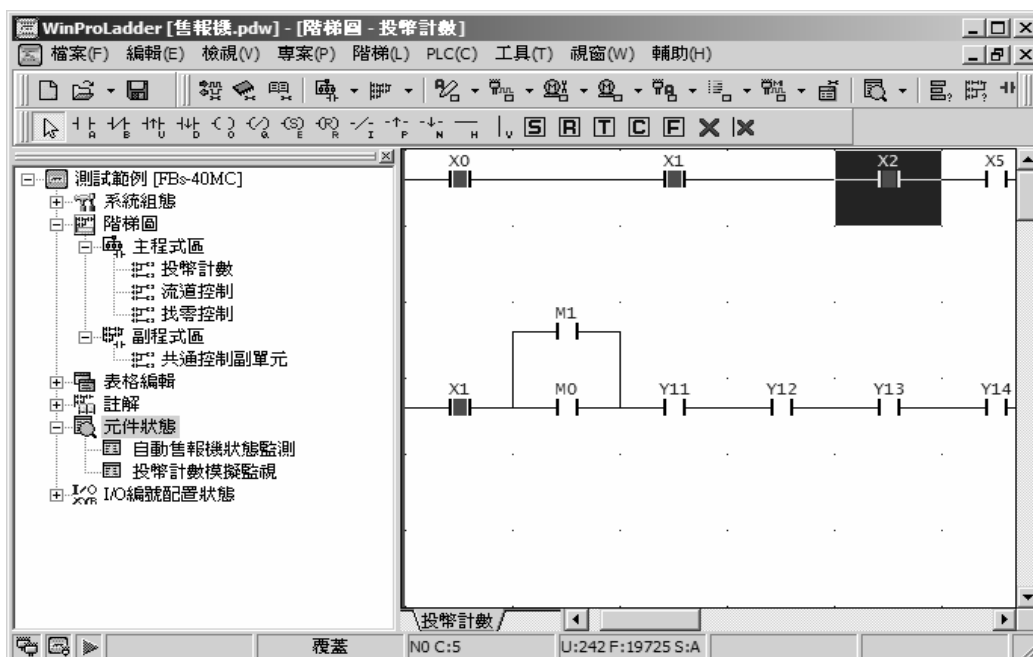 WinProLadder [售報機.pdw] - [階梯圖 - 投幣計數]
檔案(F) 編輯(E) 檢視(V) 專案(P) 階梯(L) PLC(C) 工具(T) 視窗(W) 輔助(H)
A B U D O Q E R I P N H V S R T C F
測試範例 [FBs-40MC]
系統組態
階梯圖
主程式區
投幣計數
流道控制
找零控制
副程式區
共通控制副單元
表格編輯
註解
元件狀態
自動售報機狀態監測
投幣計數模擬監視
I/O編號配置狀態
X0 X1 X2 X5
M1
X1 M0 Y11 Y12 Y13 Y14
投幣計數
覆蓋 N0 C:5 U:242 F:19725 S:A